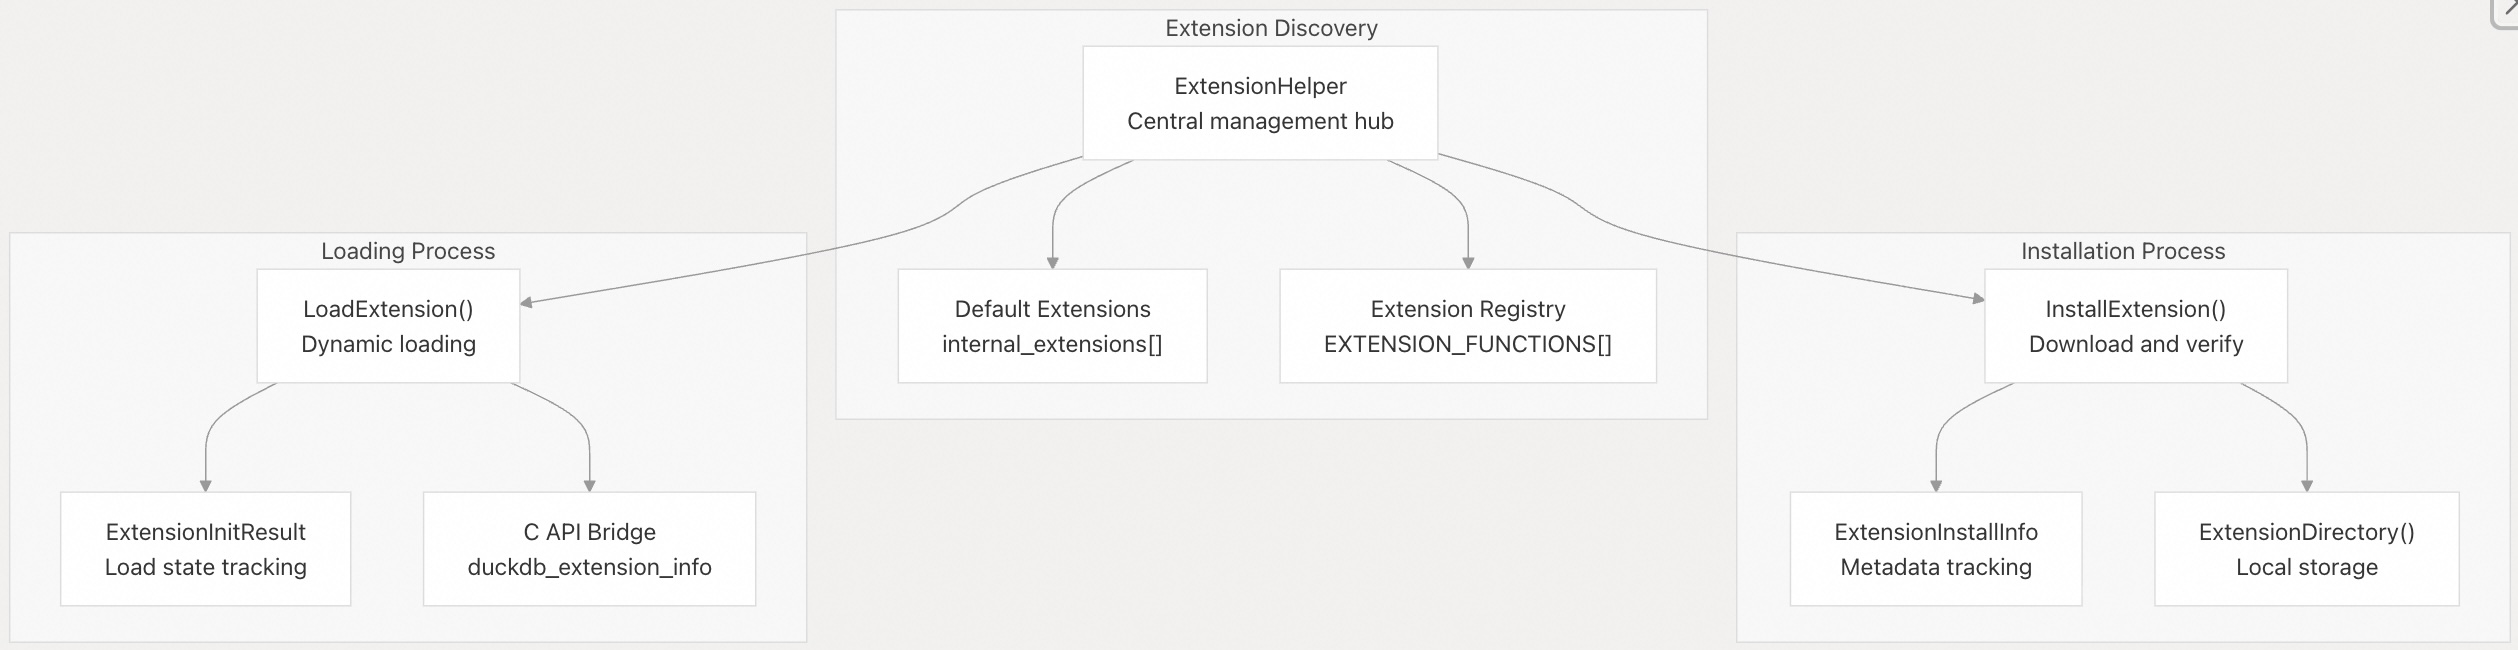 Extension Discovery
ExtensionHelper
Central management hub
Default Extensions
internal_extensions[]
Extension Registry
EXTENSION_FUNCTIONS[]
Loading Process
LoadExtension()
Dynamic loading
ExtensionInitResult
Load state tracking
C API Bridge
duckdb_extension_info
Installation Process
InstallExtension()
Download and verify
ExtensionInstallInfo
Metadata tracking
ExtensionDirectory()
Local storage